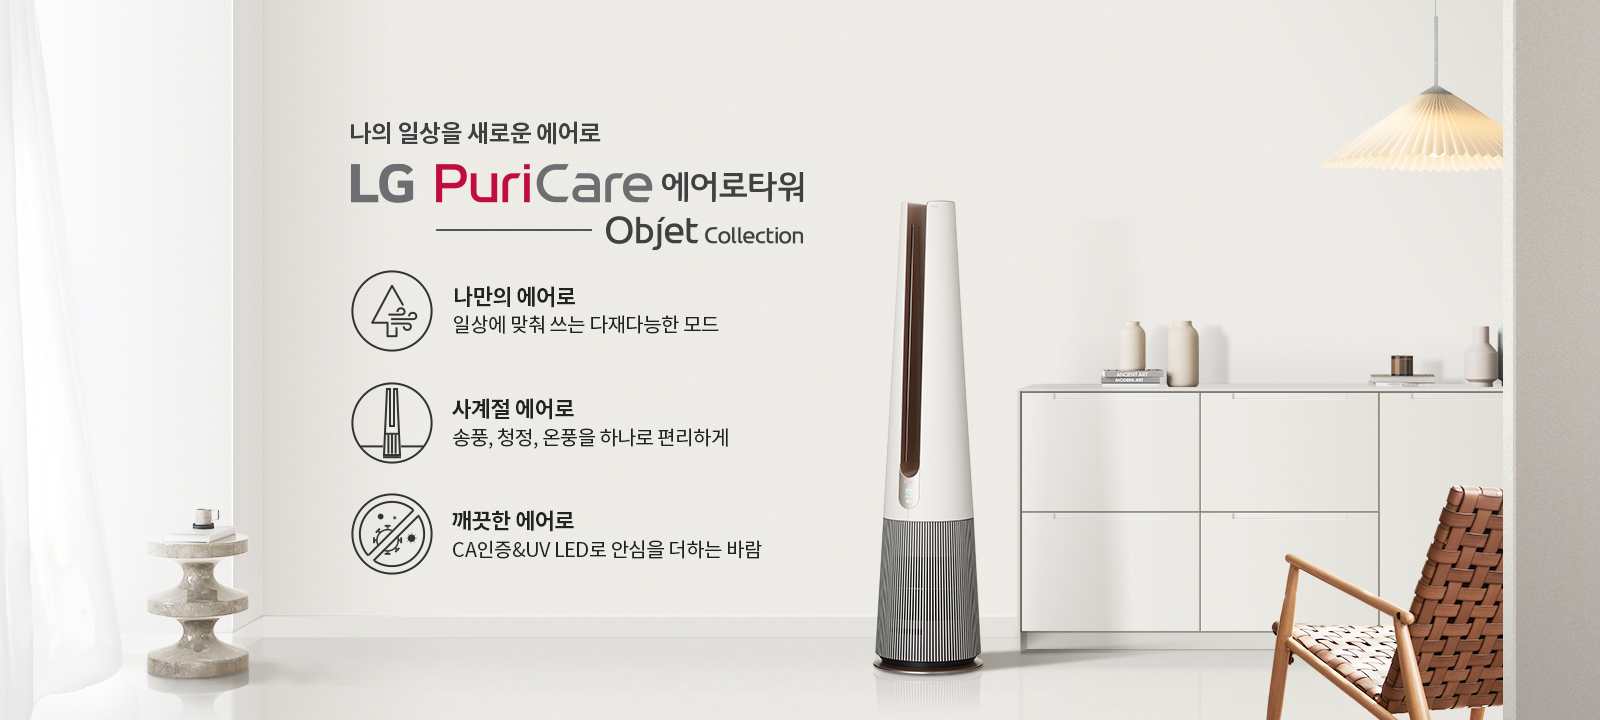 나의 일상을 새로운 에어로
LG PuriCare 에어로타워
Objet Collection
나만의 에어로
일상에 맞춰 쓰는 다재다능한 모드
사계절 에어로
송풍, 청정, 온풍을 하나로 편리하게
깨끗한 에어로
CA인증&UV LED로 안심을 더하는 바람
ANCIENT ART
MODERN ART